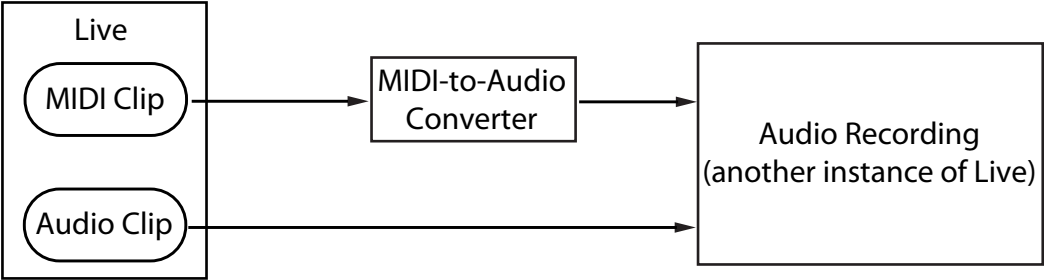 Live
MIDI Clip
MIDI-to-Audio
Converter
Audio Recording
(another instance of Live)
Audio Clip